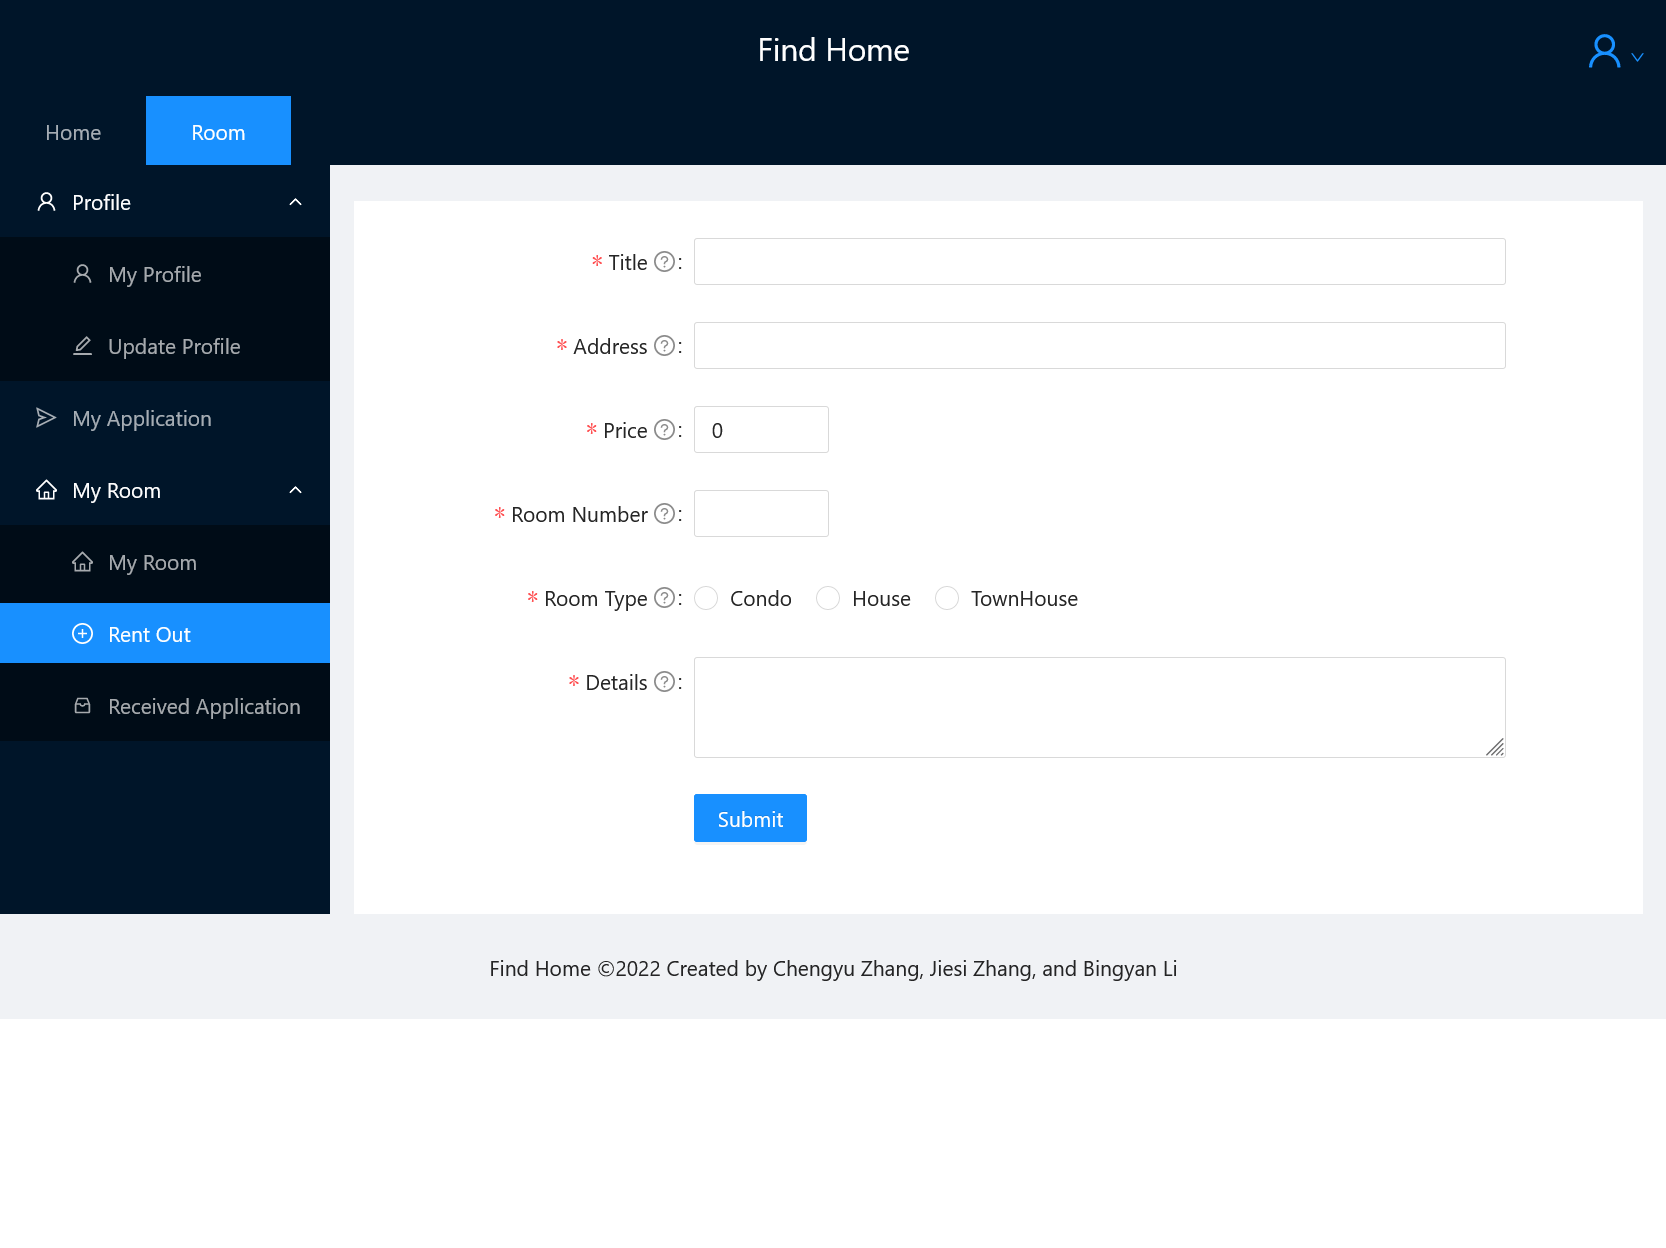 Find Home
Home
Room
Profile
My Profile
Update Profile
My Application
My Room
My Room
Rent Out
Received Application
* Title ? :
* Address ? :
* Price ? : 0
* Room Number ? :
* Room Type ? : Condo House TownHouse
* Details ? :
Submit
Find Home ©2022 Created by Chengyu Zhang, Jiesi Zhang, and Bingyan Li